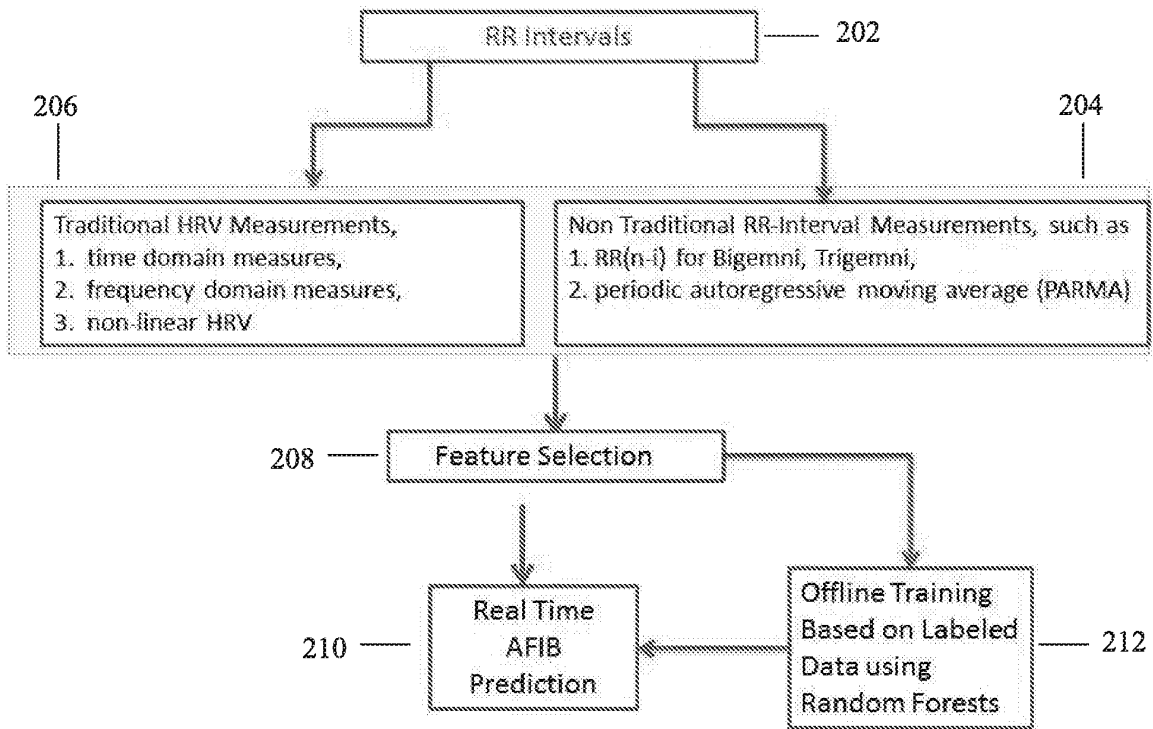 RR Intervals
202
206
204
Traditional HRV Measurements,
1. time domain measures,
2. frequency domain measures,
3. non-linear HRV
Non Traditional RR-Interval Measurements, such as
1. RR(n-i) for Bigemni, Trigemni,
2. periodic autoregressive moving average (PARMA)
208
Feature Selection
210
Real Time
AFIB
Prediction
Offline Training
Based on Labeled
Data using
Random Forests
212